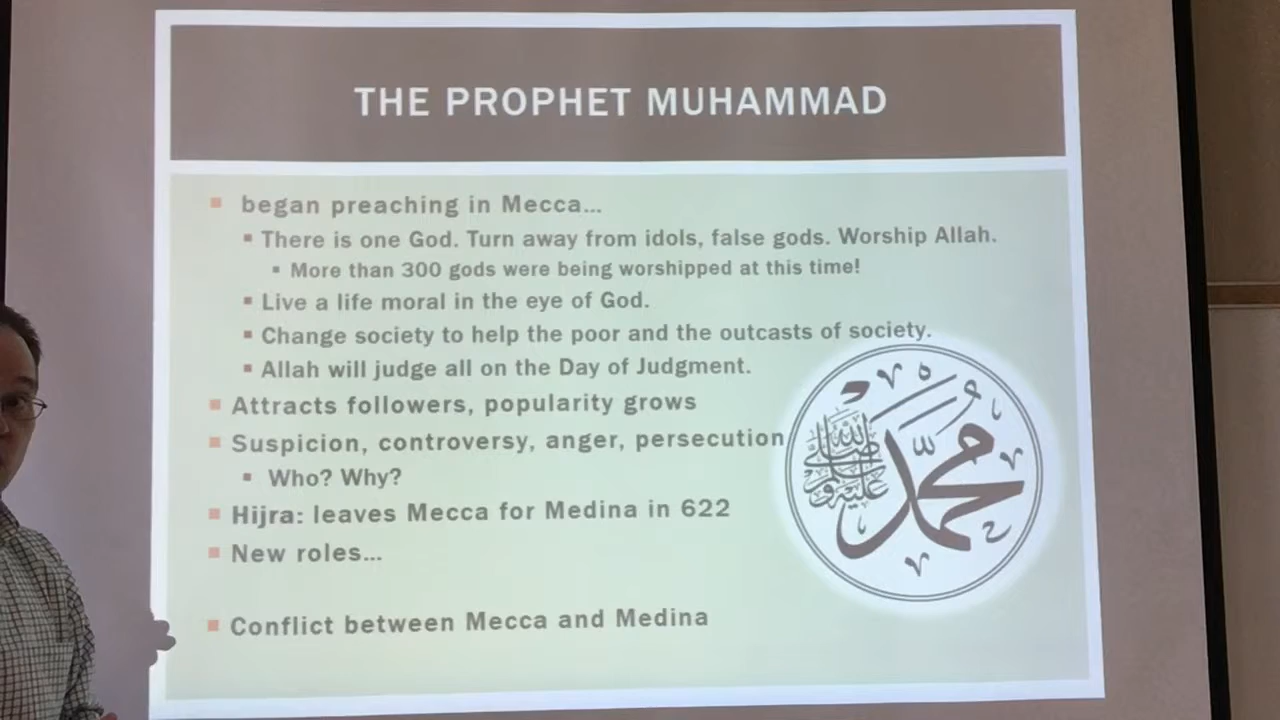 THE PROPHET MUHAMMAD
began preaching in Mecca...
There is one God. Turn away from idols, false gods. Worship Allah.
More than 300 gods were being worshipped at this time!
Live a life moral in the eye of God.
Change society to help the poor and the outcasts of society.
Allah will judge all on the Day of Judgment.
Attracts followers, popularity grows
Suspicion, controversy, anger, persecution
Who? Why?
Hijra: leaves Mecca for Medina in 622
New roles...
Conflict between Mecca and Medina
محمد
صلى الله
عليه وسلم